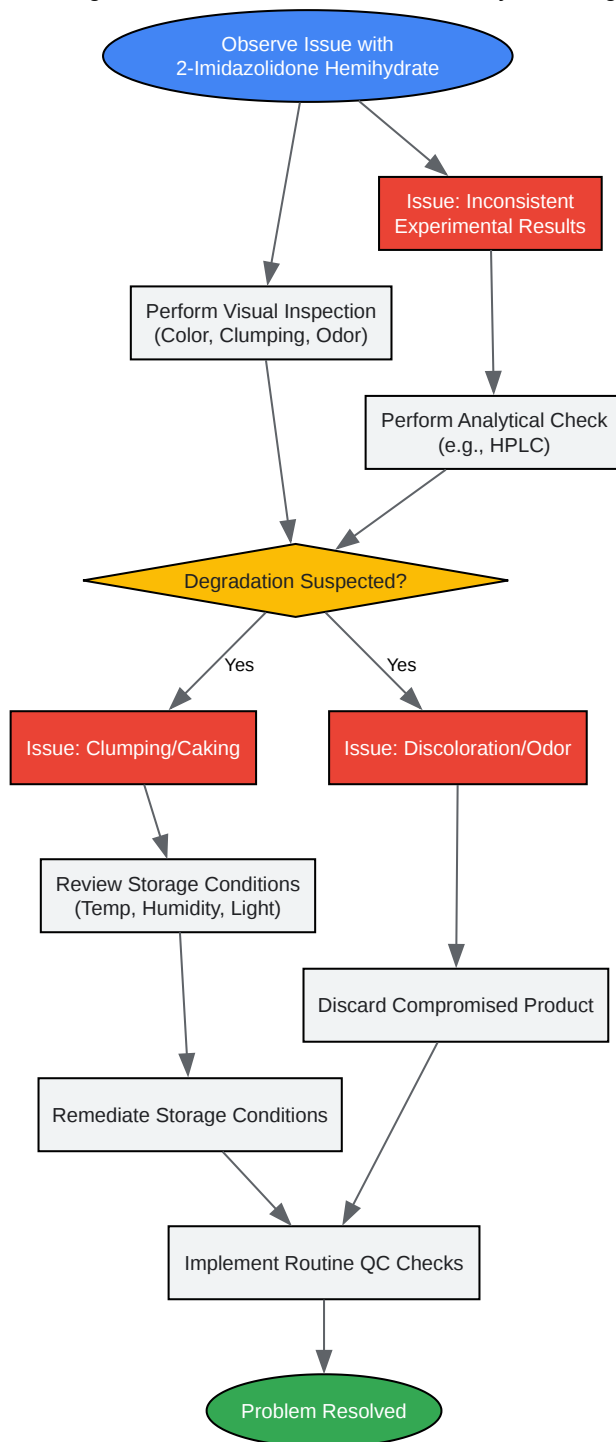 Observe Issue with
2-Imidazolidone Hemihydrate
Issue: Inconsistent
Experimental Results
Perform Visual Inspection
(Color, Clumping, Odor)
Perform Analytical Check
(e.g., HPLC)
Degradation Suspected?
Yes
Yes
Issue: Clumping/Caking
Issue: Discoloration/Odor
Review Storage Conditions
(Temp, Humidity, Light)
Discard Compromised Product
Remediate Storage Conditions
Implement Routine QC Checks
Problem Resolved